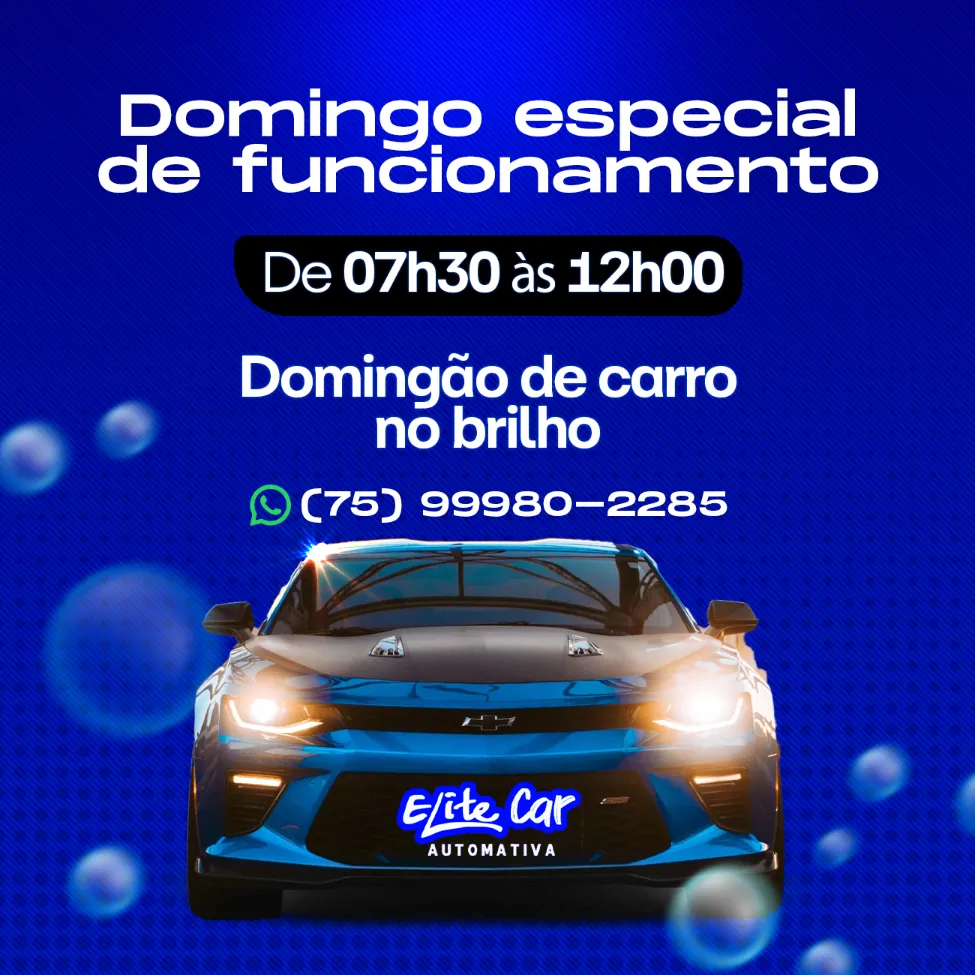 Domingo especial
de funcionamento
De 07h30 às 12h00
Domingão de carro
no brilho
(75) 99980-2285
Elite Car
AUTOMATIVA